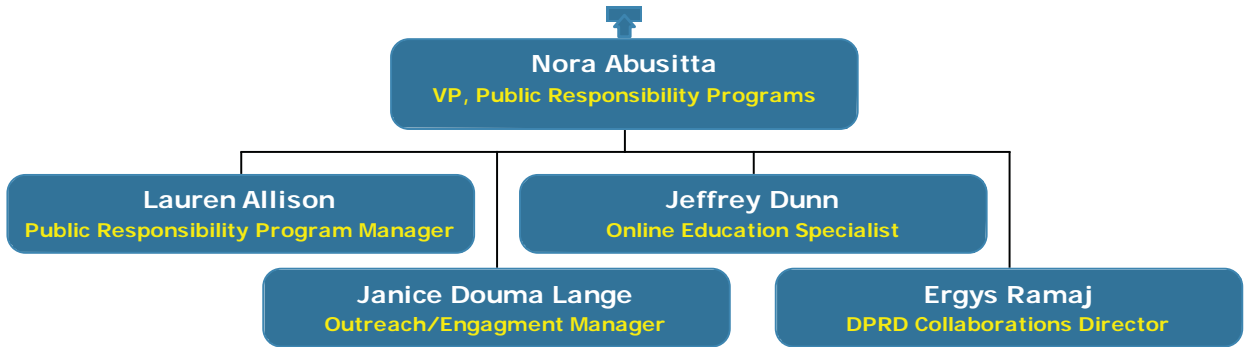 Nora Abusitta
VP, Public Responsibility Programs
Lauren Allison
Public Responsibility Program Manager
Jeffrey Dunn
Online Education Specialist
Janice Douma Lange
Outreach/Engagment Manager
Ergys Ramaj
DPRD Collaborations Director